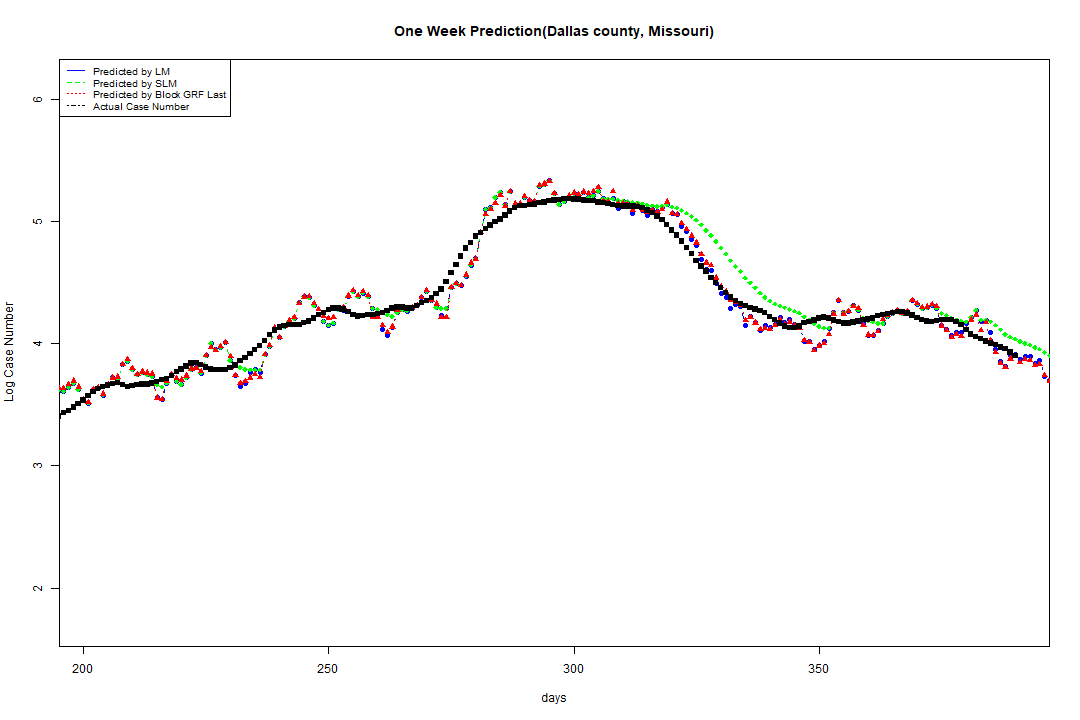 One Week Prediction(Dallas county, Missouri)
Predicted by LM
Predicted by SLM
Predicted by Block GRF Last
Actual Case Number
6
5
4
3
2
Log Case Number
200 250 300 350
days